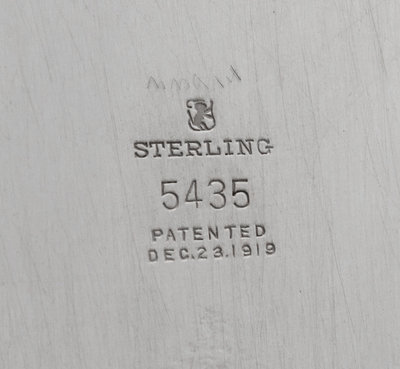 STERLING
5435
PATENTED
DEC.23.1919